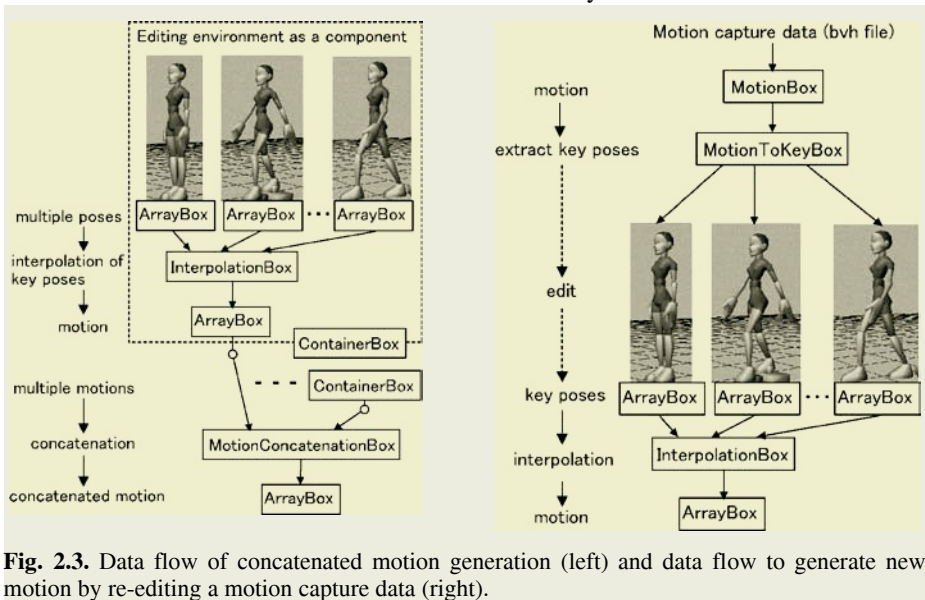 Editing environment as a component
multiple poses
interpolation of
key poses
motion
ArrayBox
ArrayBox
ArrayBox
InterpolationBox
ArrayBox
ContainerBox
multiple motions
concatenation
concatenated motion
ContainerBox
MotionConcatenationBox
ArrayBox
Motion capture data (bvh file)
motion
extract key poses
edit
key poses
interpolation
motion
MotionBox
MotionToKeyBox
ArrayBox
ArrayBox
ArrayBox
InterpolationBox
ArrayBox
Fig. 2.3. Data flow of concatenated motion generation (left) and data flow to generate new
motion by re-editing a motion capture data (right).